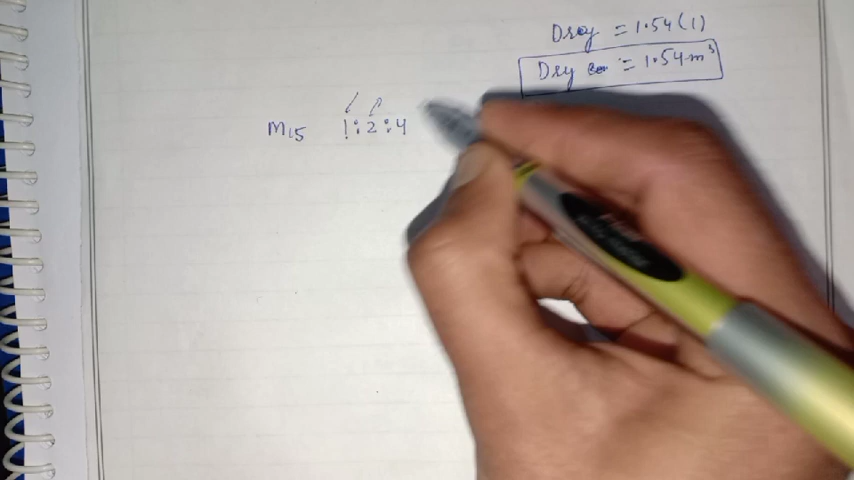 Dry = 1.54(1)
Dry = 1.54m³
M15 1:2:4